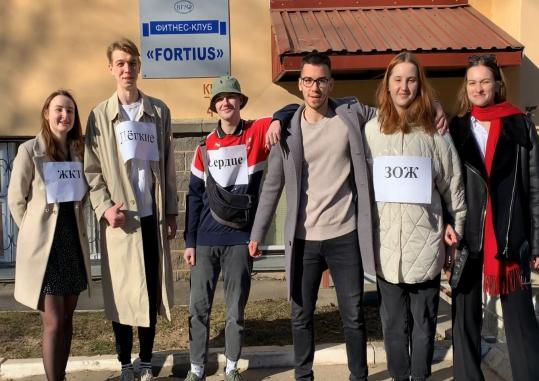 ФИТНЕС-КЛУБ
«FORTIUS»
ЖКТ
Лёгкие
Сердце
ЗОЖ